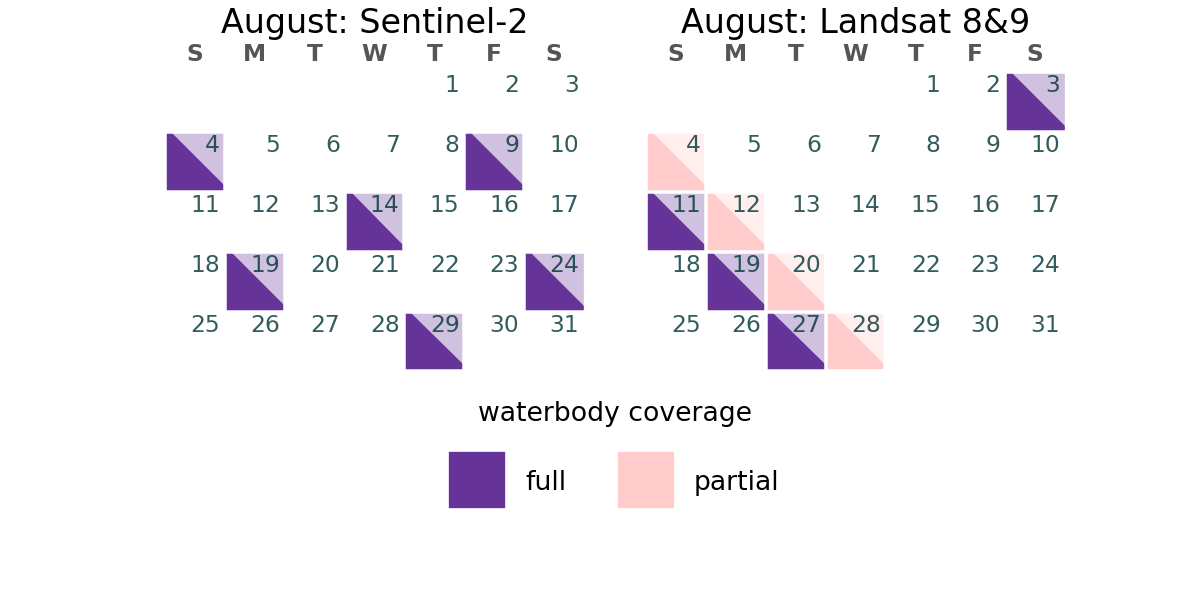 August: Sentinel-2
S M T W T F S
1 2 3
4 5 6 7 8 9 10
11 12 13 14 15 16 17
18 19 20 21 22 23 24
25 26 27 28 29 30 31
August: Landsat 8&9
S M T W T F S
1 2 3
4 5 6 7 8 9 10
11 12 13 14 15 16 17
18 19 20 21 22 23 24
25 26 27 28 29 30 31
waterbody coverage
full partial